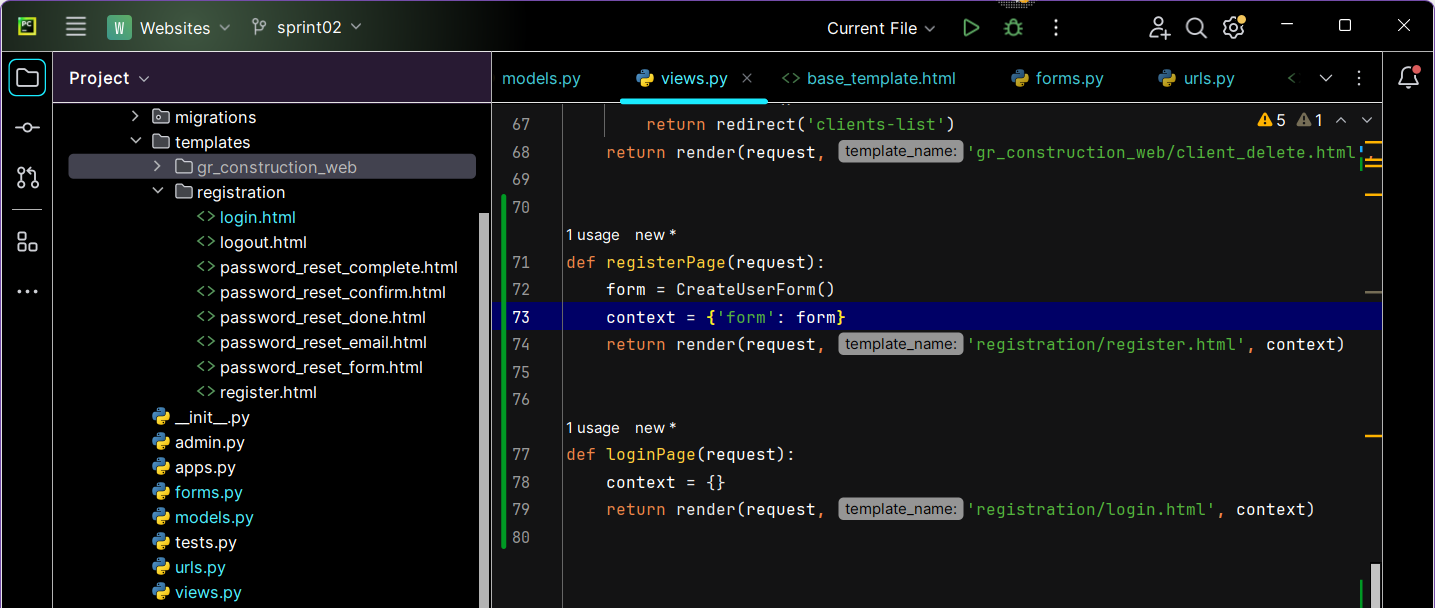 PC W Websites sprint02 Current File
Project models.py views.py base_template.html forms.py urls.py
migrations
templates
gr_construction_web
registration
login.html
logout.html
password_reset_complete.html
password_reset_confirm.html
password_reset_done.html
password_reset_email.html
password_reset_form.html
register.html
__init__.py
admin.py
apps.py
forms.py
models.py
tests.py
urls.py
views.py
5 1
67 return redirect('clients-list')
68 return render(request, template_name: 'gr_construction_web/client_delete.html'
69
70
1 usage new *
71 def registerPage(request):
72 form = CreateUserForm()
73 context = {'form': form}
74 return render(request, template_name: 'registration/register.html', context)
75
76
1 usage new *
77 def loginPage(request):
78 context = {}
79 return render(request, template_name: 'registration/login.html', context)
80